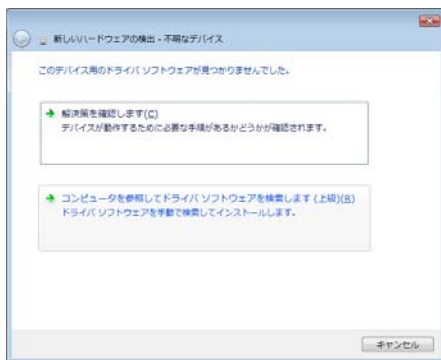 新しいハードウェアの検出 - 不明なデバイス
このデバイス用のドライバ ソフトウェアが見つかりませんでした。
解決策を確認します(C)
デバイスが動作するために必要な手順があるかどうかが確認されます。
コンピュータを参照してドライバ ソフトウェアを検索します (上級)(R)
ドライバ ソフトウェアを手動で検索してインストールします。
キャンセル